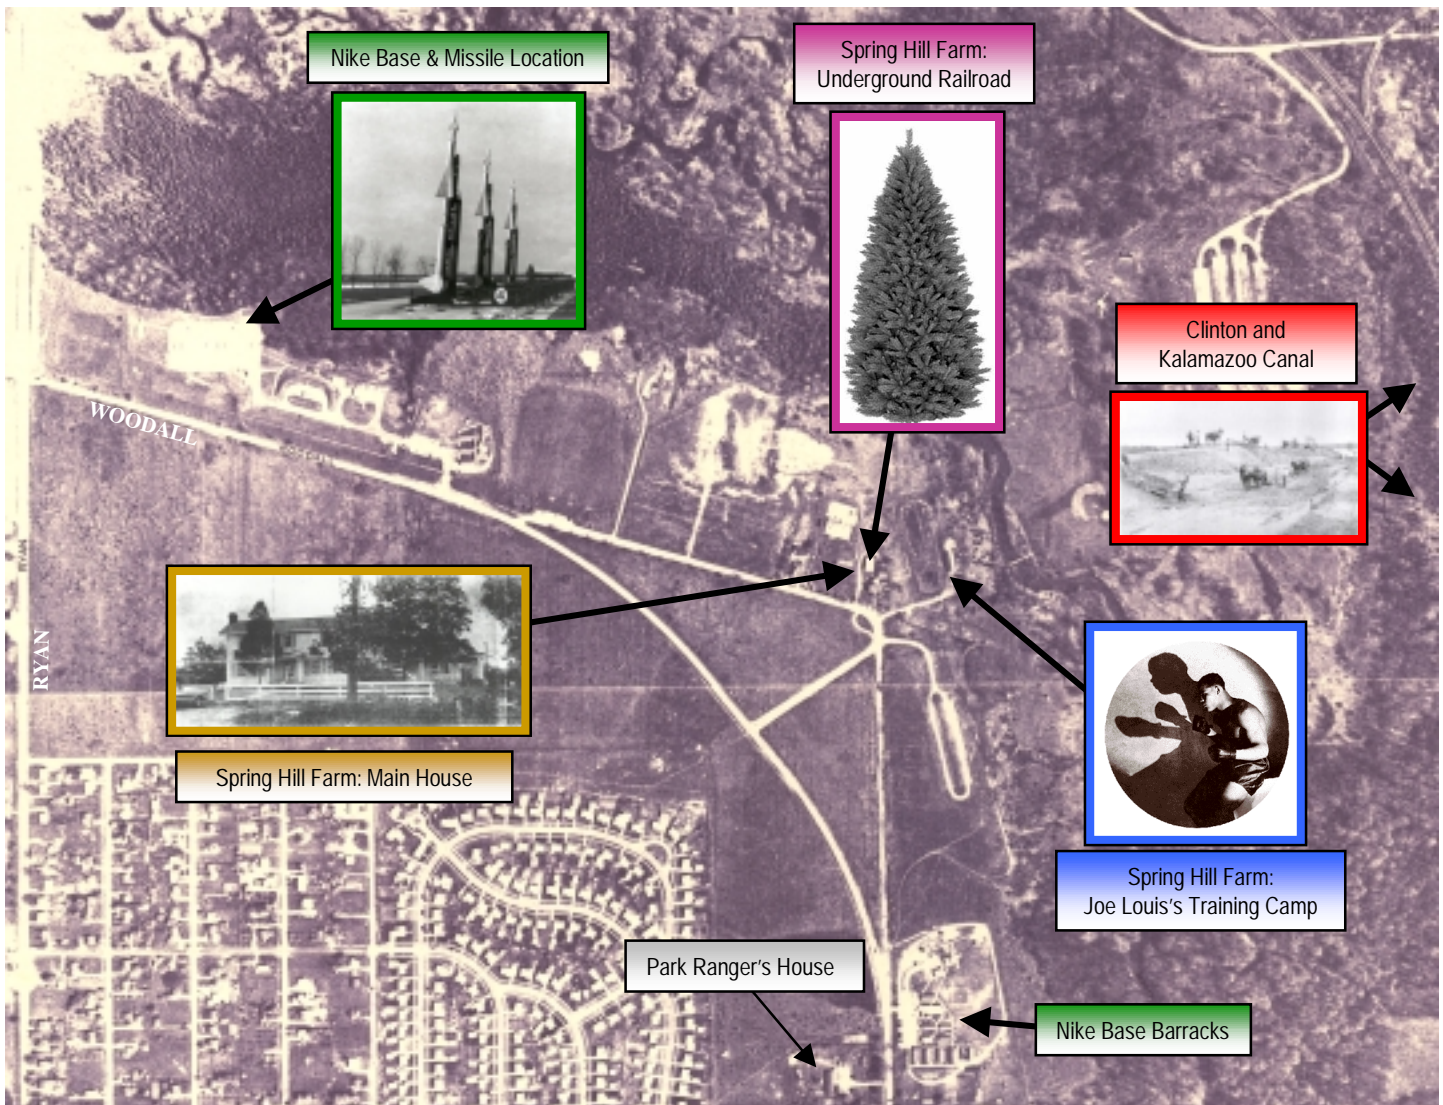 Nike Base & Missile Location
Spring Hill Farm:
Underground Railroad
Clinton and
Kalamazoo Canal
WOODALL
RYAN
RYAN
Spring Hill Farm: Main House
Spring Hill Farm:
Joe Louis's Training Camp
Park Ranger's House
Nike Base Barracks